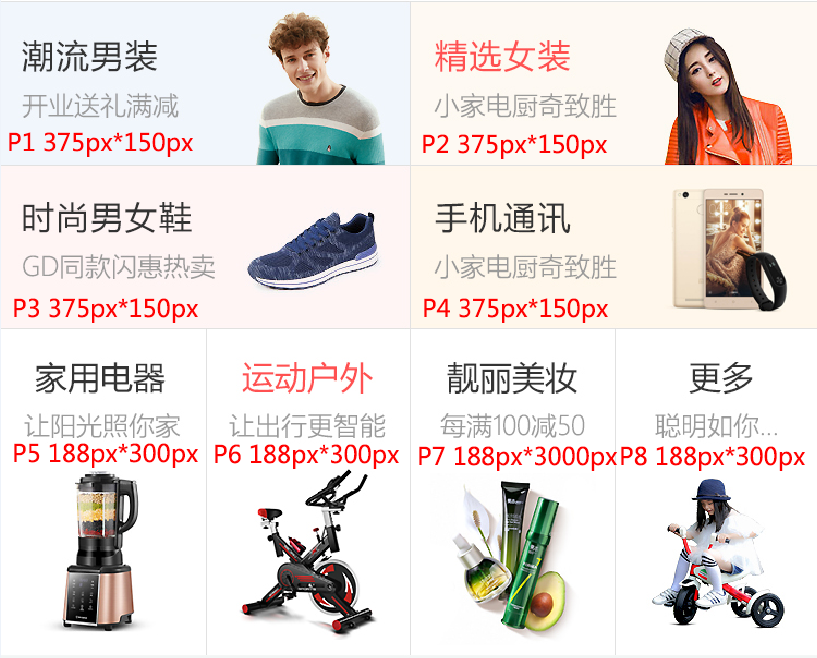 潮流男装
开业送礼满减
P1 375px*150px
精选女装
小家电厨奇致胜
P2 375px*150px
时尚男女鞋
GD同款闪惠热卖
P3 375px*150px
手机通讯
小家电厨奇致胜
P4 375px*150px
家用电器
让阳光照你家
P5 188px*300px
运动户外
让出行更智能
P6 188px*300px
靓丽美妆
每满100减50
P7 188px*3000px
更多
聪明如你...
P8 188px*300px